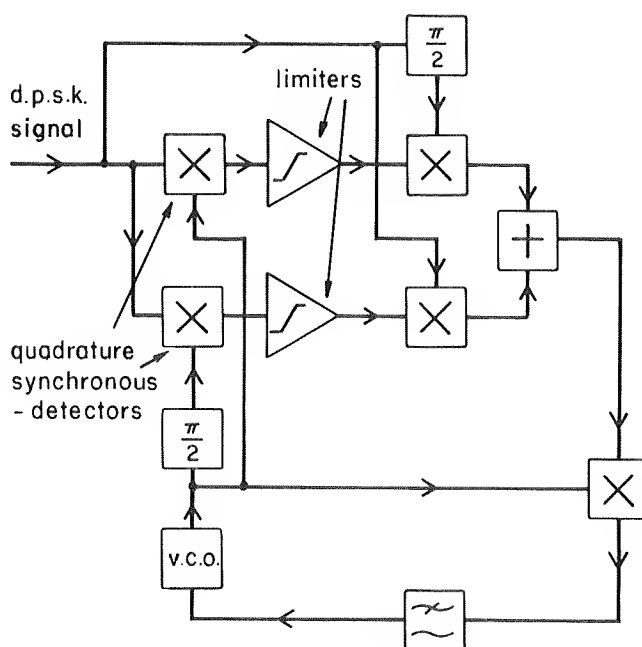 π/2
limiters
d.p.s.k.
signal
×
×
+
×
×
quadrature
synchronous
- detectors
π/2
×
v.c.o.